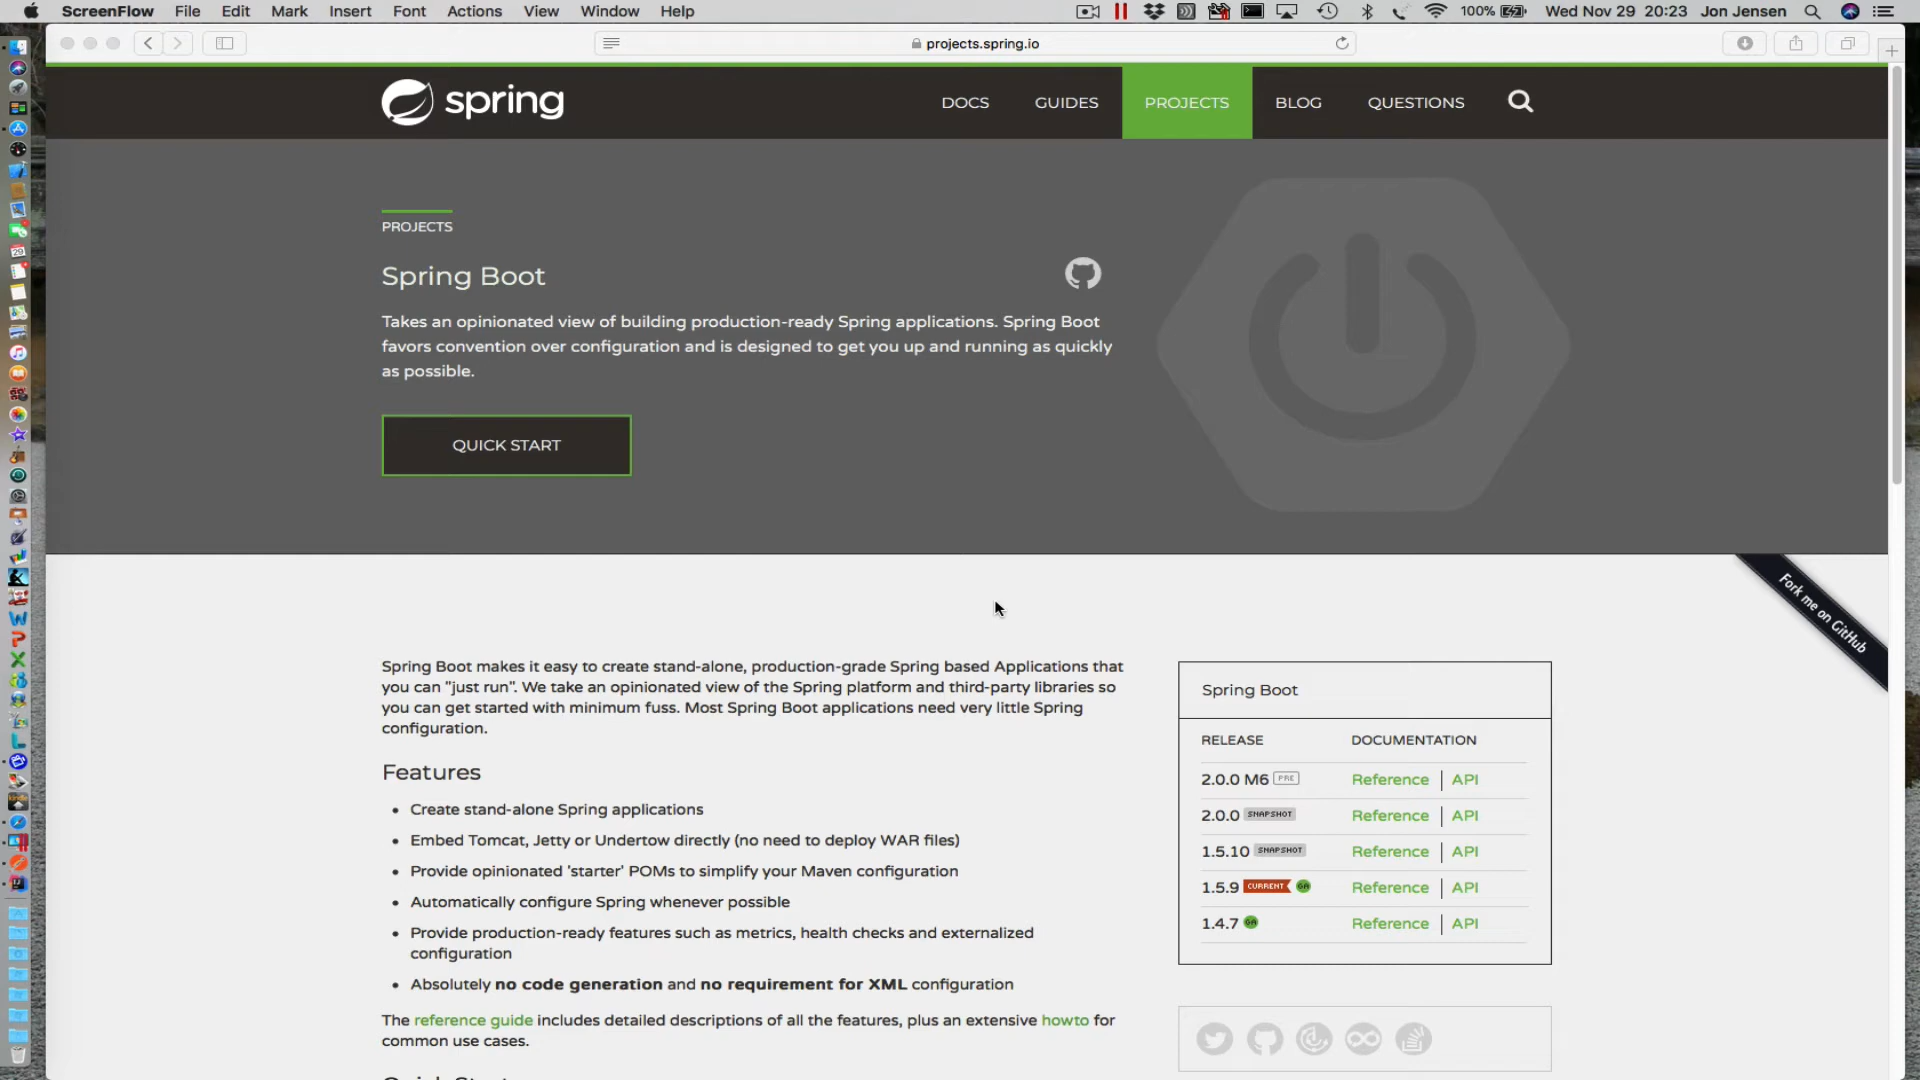 ScreenFlow File Edit Mark Insert Font Actions View Window Help 100% Wed Nov 29 20:23 Jon Jensen
projects.spring.io
spring DOCS GUIDES PROJECTS BLOG QUESTIONS
PROJECTS
Spring Boot
Takes an opinionated view of building production-ready Spring applications. Spring Boot
favors convention over configuration and is designed to get you up and running as quickly
as possible.
QUICK START
Fork me on GitHub
Spring Boot makes it easy to create stand-alone, production-grade Spring based Applications that
you can "just run". We take an opinionated view of the Spring platform and third-party libraries so
you can get started with minimum fuss. Most Spring Boot applications need very little Spring
configuration.
Features
• Create stand-alone Spring applications
• Embed Tomcat, Jetty or Undertow directly (no need to deploy WAR files)
• Provide opinionated 'starter' POMs to simplify your Maven configuration
• Automatically configure Spring whenever possible
• Provide production-ready features such as metrics, health checks and externalized
configuration
• Absolutely no code generation and no requirement for XML configuration
The reference guide includes detailed descriptions of all the features, plus an extensive howto for
common use cases.
Spring Boot
RELEASE DOCUMENTATION
2.0.0 M6 PRE Reference | API
2.0.0 SNAPSHOT Reference | API
1.5.10 SNAPSHOT Reference | API
1.5.9 CURRENT GA Reference | API
1.4.7 GA Reference | API